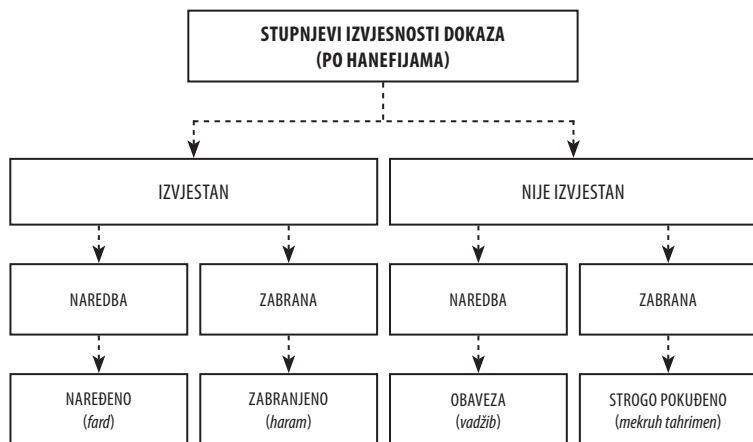 STUPNJEVI IZVJESNOSTI DOKAZA
(PO HANEFIJAMA)
IZVJESTAN
NIJE IZVJESTAN
NAREDBA
ZABRANA
NAREDBA
ZABRANA
NAREĐENO
(fard)
ZABRANJENO
(haram)
OBAVEZA
(vadžib)
STROGO POKUĐENO
(mekruh tahrimen)